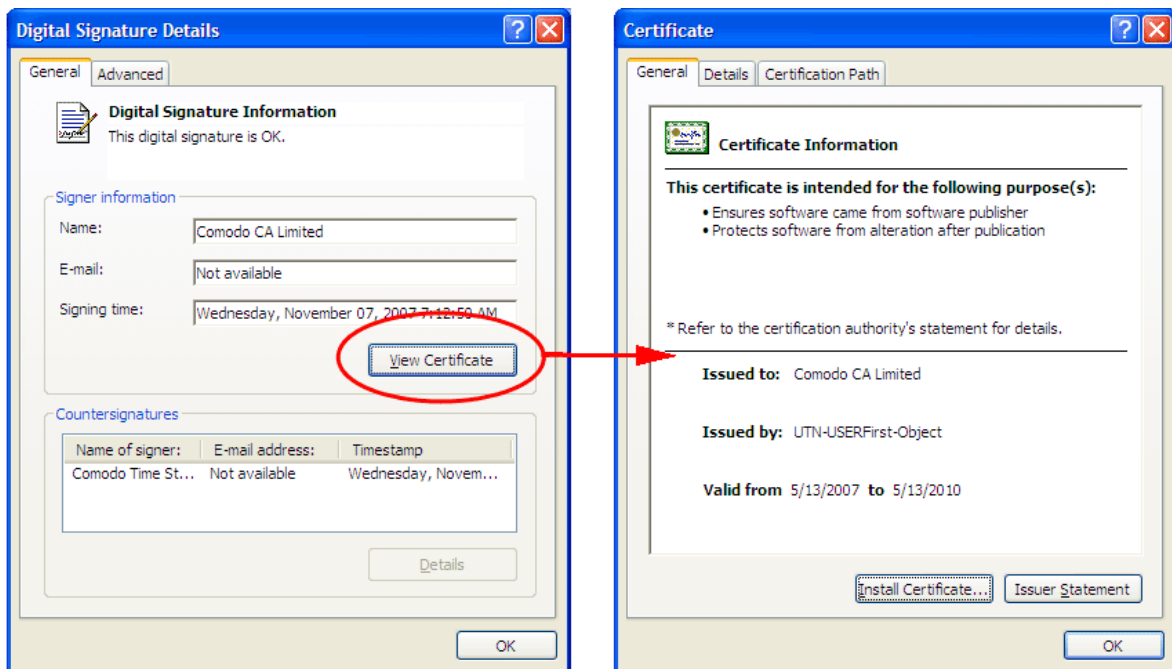 Digital Signature Details
General Advanced
Digital Signature Information
This digital signature is OK.
Signer information
Name: Comodo CA Limited
E-mail: Not available
Signing time: Wednesday, November 07, 2007 7:12:50 AM
View Certificate
Countersignatures
Name of signer: E-mail address: Timestamp
Comodo Time St... Not available Wednesday, Novem...
Details
OK
Certificate
General Details Certification Path
Certificate Information
This certificate is intended for the following purpose(s):
• Ensures software came from software publisher
• Protects software from alteration after publication
* Refer to the certification authority's statement for details.
Issued to: Comodo CA Limited
Issued by: UTN-USERFirst-Object
Valid from 5/13/2007 to 5/13/2010
Install Certificate... Issuer Statement
OK